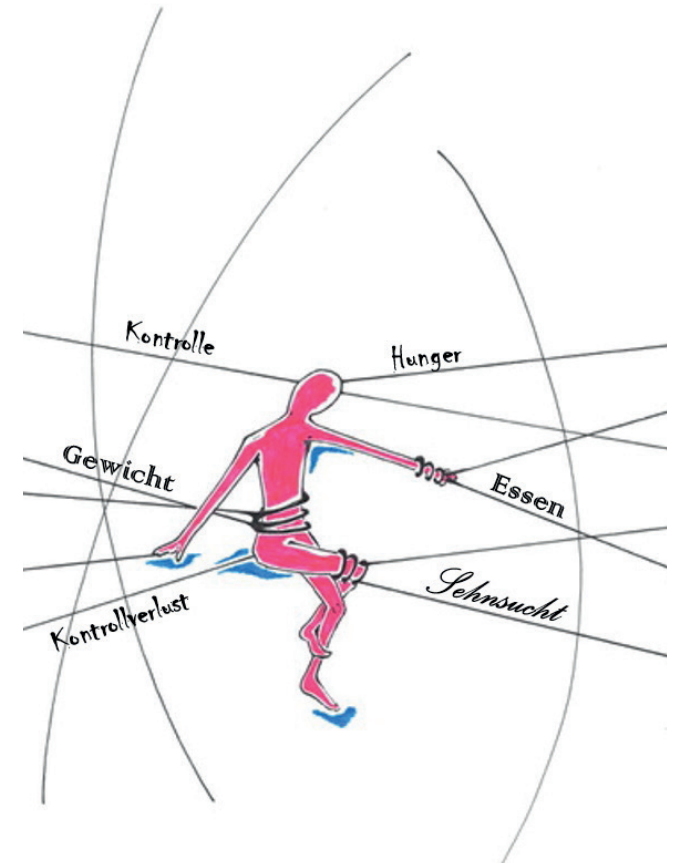 Kontrolle
Hunger
Gewicht
Essen
Sehnsucht
Kontrollverlust